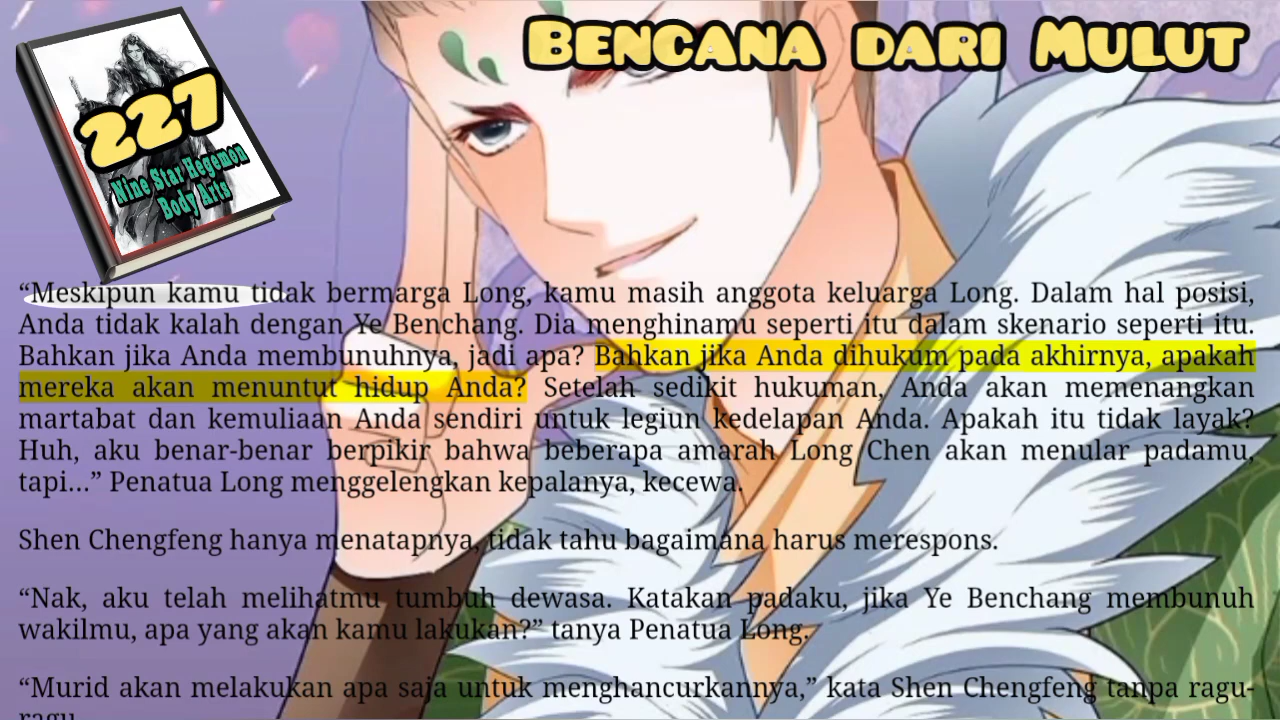 BENCANA DARI MULUT
227
Nine Star Hegemon
Body Arts
“Meskipun kamu tidak bermarga Long, kamu masih anggota keluarga Long. Dalam hal posisi,
Anda tidak kalah dengan Ye Benchang. Dia menghinamu seperti itu dalam skenario seperti itu.
Bahkan jika Anda membunuhnya, jadi apa? Bahkan jika Anda dihukum pada akhirnya, apakah
mereka akan menuntut hidup Anda? Setelah sedikit hukuman, Anda akan memenangkan
martabat dan kemuliaan Anda sendiri untuk legiun kedelapan Anda. Apakah itu tidak layak?
Huh, aku benar-benar berpikir bahwa beberapa amarah Long Chen akan menular padamu,
tapi…” Penatua Long menggelengkan kepalanya, kecewa.
Shen Chengfeng hanya menatapnya, tidak tahu bagaimana harus merespons.
“Nak, aku telah melihatmu tumbuh dewasa. Katakan padaku, jika Ye Benchang membunuh
wakilmu, apa yang akan kamu lakukan?” tanya Penatua Long.
“Murid akan melakukan apa saja untuk menghancurkannya,” kata Shen Chengfeng tanpa ragu-
ragu.